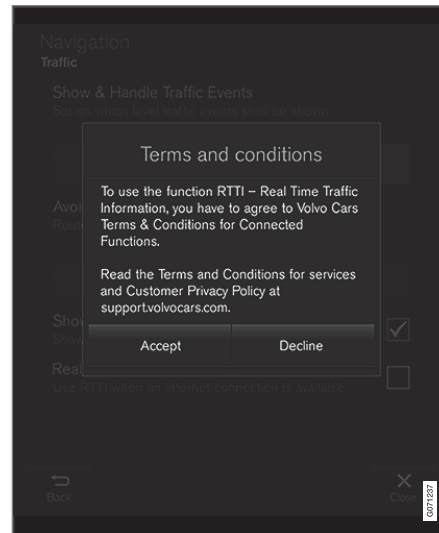 Navigation
Traffic
Show & Handle Traffic Events
Set on which level traffic events shall be shown
Terms and conditions
To use the function RTTI – Real Time Traffic
Information, you have to agree to Volvo Cars
Terms & Conditions for Connected
Functions.
Read the Terms and Conditions for services
and Customer Privacy Policy at
support.volvocars.com.
Accept
Decline
Use RTTI when an internet connection is available
Back
Close
G071237